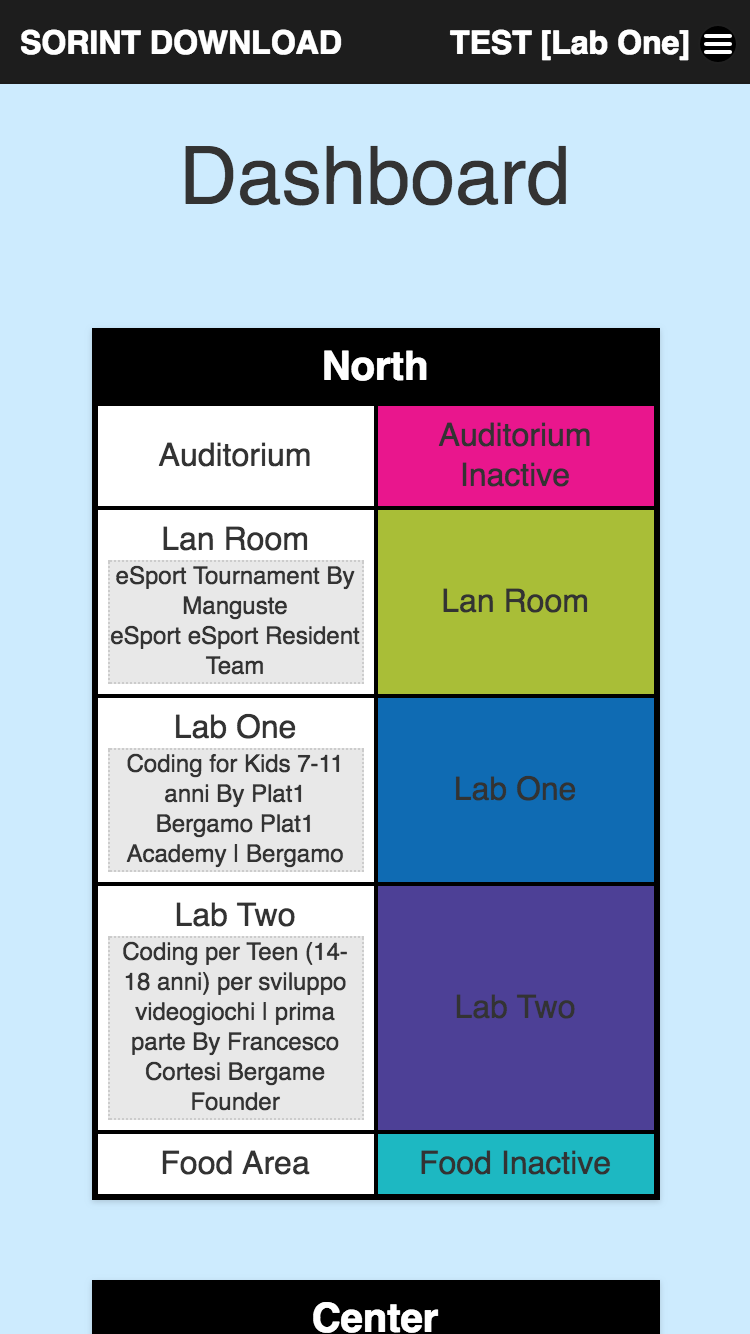 SORINT DOWNLOAD
TEST [Lab One]
Dashboard
North
Auditorium
Auditorium
Inactive
Lan Room
eSport Tournament By
Manguste
eSport eSport Resident
Team
Lan Room
Lab One
Coding for Kids 7-11
anni By Plat1
Bergamo Plat1
Academy | Bergamo
Lab One
Lab Two
Coding per Teen (14-
18 anni) per sviluppo
videogiochi | prima
parte By Francesco
Cortesi Bergame
Founder
Lab Two
Food Area
Food Inactive
Center